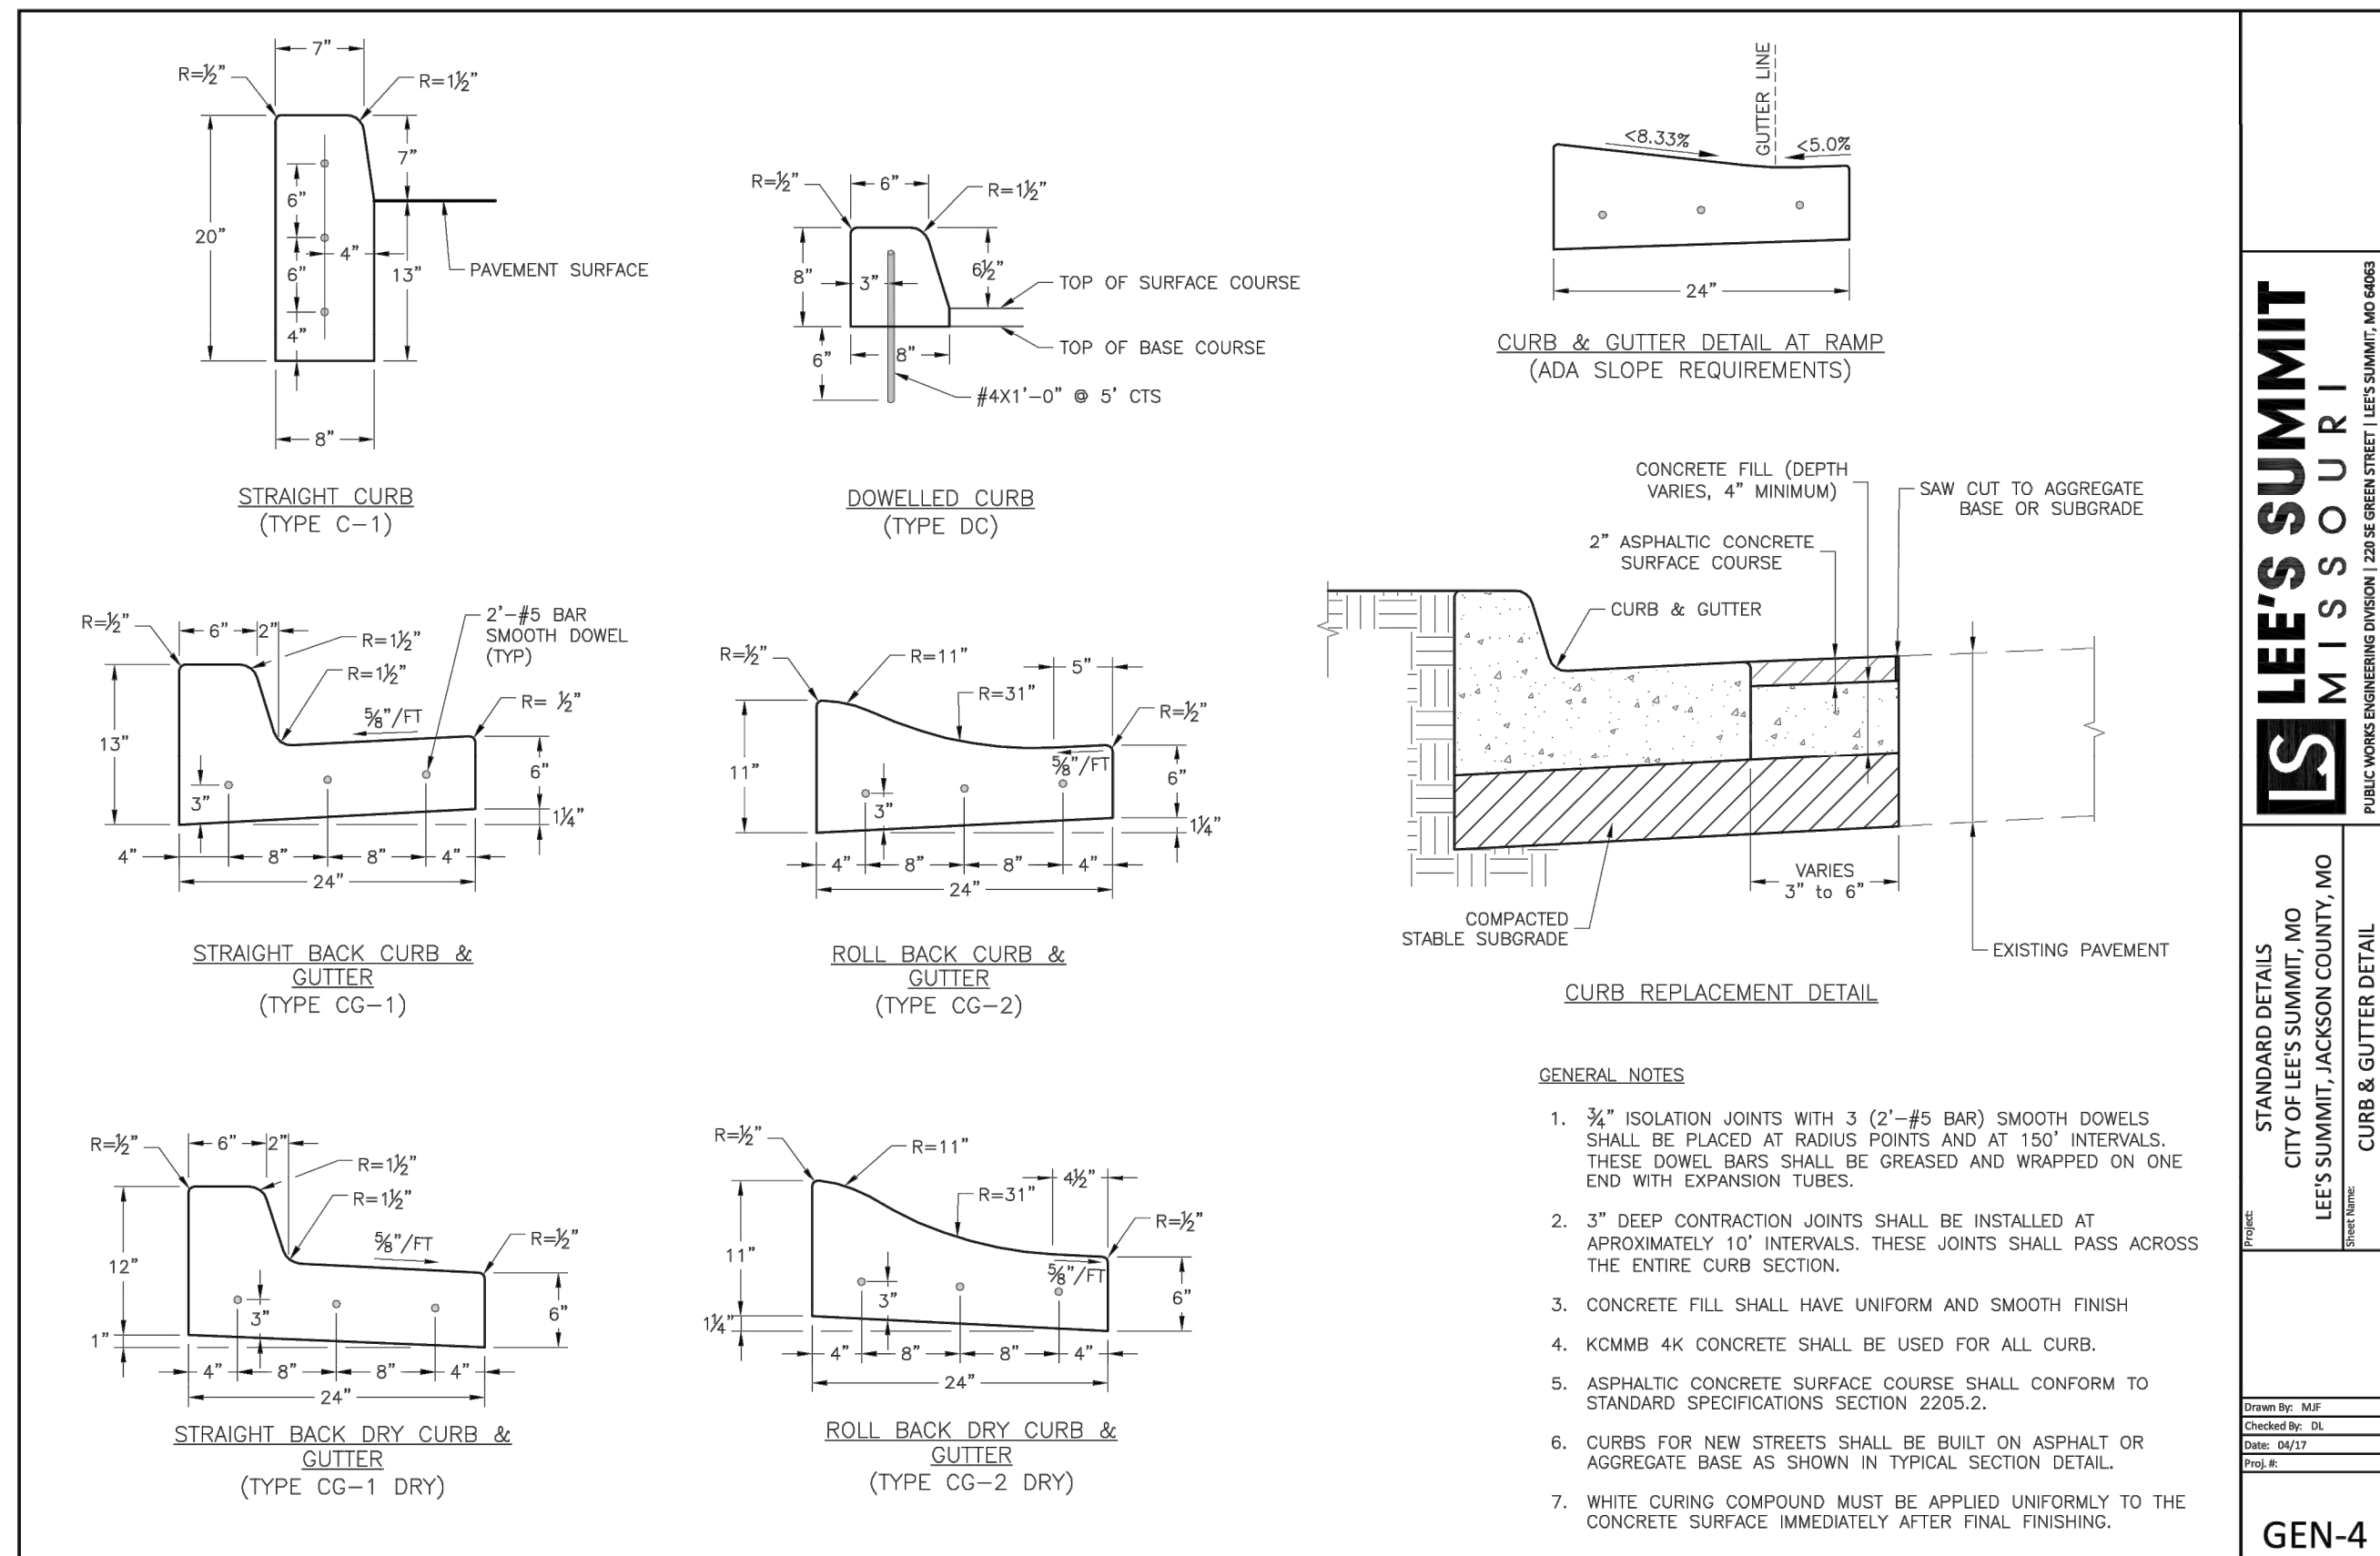 7"
R=½"
R=1½"
7"
6"
20"
4"
6"
13"
PAVEMENT SURFACE
4"
8"
STRAIGHT CURB
(TYPE C-1)
R=½"
6"
R=1½"
8"
3"
6½"
TOP OF SURFACE COURSE
TOP OF BASE COURSE
6"
8"
#4X1'-0" @ 5' CTS
DOWELLED CURB
(TYPE DC)
GUTTER LINE
<8.33%
<5.0%
24"
CURB & GUTTER DETAIL AT RAMP
(ADA SLOPE REQUIREMENTS)
R=½"
6"
2"
R=1½"
R=1½"
2'-#5 BAR
SMOOTH DOWEL
(TYP)
⅝"/FT
R= ½"
13"
3"
6"
1¼"
4"
8"
8"
4"
24"
STRAIGHT BACK CURB &
GUTTER
(TYPE CG-1)
R=½"
R=11"
R=31"
5"
R=½"
11"
3"
⅝"/FT
6"
1¼"
4"
8"
8"
4"
24"
ROLL BACK CURB &
GUTTER
(TYPE CG-2)
CONCRETE FILL (DEPTH
VARIES, 4" MINIMUM)
SAW CUT TO AGGREGATE
BASE OR SUBGRADE
2" ASPHALTIC CONCRETE
SURFACE COURSE
CURB & GUTTER
VARIES
3" to 6"
COMPACTED
STABLE SUBGRADE
EXISTING PAVEMENT
CURB REPLACEMENT DETAIL
R=½"
6"
2"
R=1½"
R=1½"
⅝"/FT
R=½"
12"
3"
6"
1"
4"
8"
8"
4"
24"
STRAIGHT BACK DRY CURB &
GUTTER
(TYPE CG-1 DRY)
R=½"
R=11"
R=31"
4½"
R=½"
11"
3"
⅝"/FT
6"
1¼"
4"
8"
8"
4"
24"
ROLL BACK DRY CURB &
GUTTER
(TYPE CG-2 DRY)
GENERAL NOTES
1. ¾" ISOLATION JOINTS WITH 3 (2'-#5 BAR) SMOOTH DOWELS
SHALL BE PLACED AT RADIUS POINTS AND AT 150' INTERVALS.
THESE DOWEL BARS SHALL BE GREASED AND WRAPPED ON ONE
END WITH EXPANSION TUBES.
2. 3" DEEP CONTRACTION JOINTS SHALL BE INSTALLED AT
APROXIMATELY 10' INTERVALS. THESE JOINTS SHALL PASS ACROSS
THE ENTIRE CURB SECTION.
3. CONCRETE FILL SHALL HAVE UNIFORM AND SMOOTH FINISH
4. KCMMB 4K CONCRETE SHALL BE USED FOR ALL CURB.
5. ASPHALTIC CONCRETE SURFACE COURSE SHALL CONFORM TO
STANDARD SPECIFICATIONS SECTION 2205.2.
6. CURBS FOR NEW STREETS SHALL BE BUILT ON ASPHALT OR
AGGREGATE BASE AS SHOWN IN TYPICAL SECTION DETAIL.
7. WHITE CURING COMPOUND MUST BE APPLIED UNIFORMLY TO THE
CONCRETE SURFACE IMMEDIATELY AFTER FINAL FINISHING.
LS
LEE'S SUMMIT
MISSOURI
PUBLIC WORKS ENGINEERING DIVISION | 220 SE GREEN STREET | LEE'S SUMMIT, MO 64063
Project:
STANDARD DETAILS
CITY OF LEE'S SUMMIT, MO
LEE'S SUMMIT, JACKSON COUNTY, MO
Sheet Name:
CURB & GUTTER DETAIL
Drawn By: MJF
Checked By: DL
Date: 04/17
Proj. #:
GEN-4